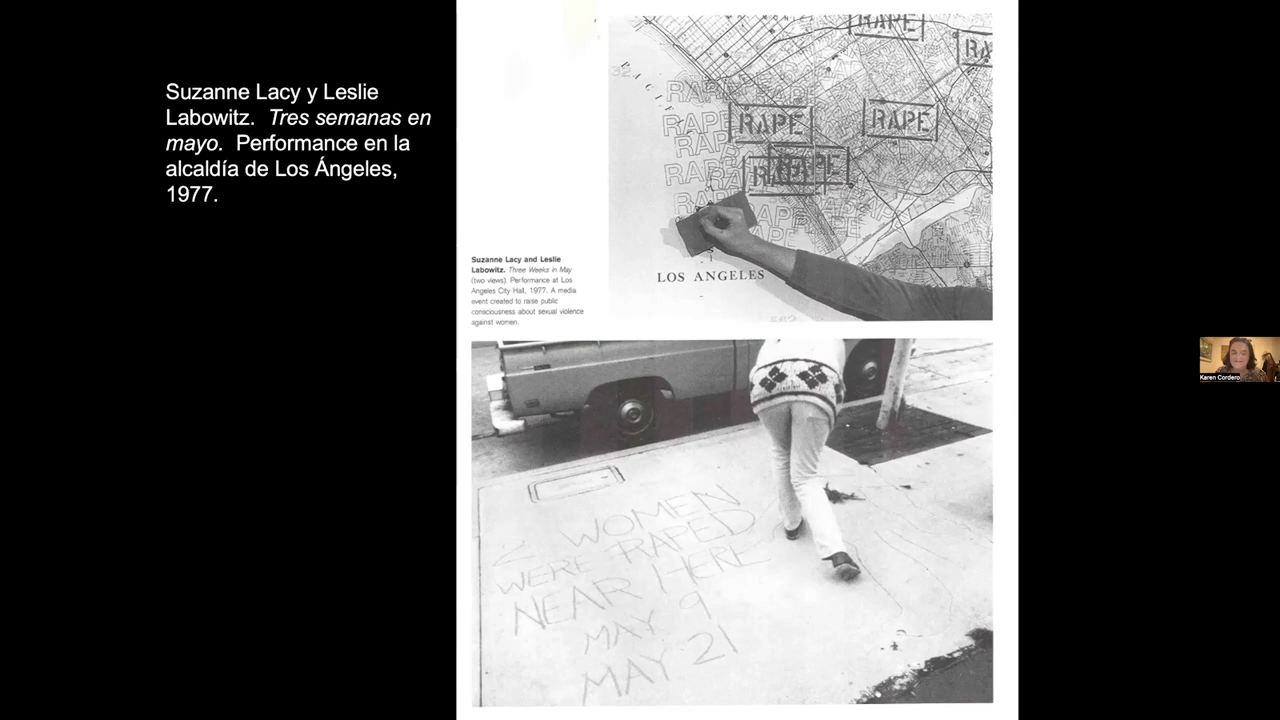 Suzanne Lacy y Leslie
Labowitz. Tres semanas en
mayo. Performance en la
alcaldía de Los Ángeles,
1977.
Suzanne Lacy and Leslie
Labowitz. Three Weeks in May
(two views). Performance at Los
Angeles City Hall, 1977. A media
event created to raise public
consciousness about sexual violence
against women.
RAPE
RA
PACIFI
RAPE
RAPE
RAPE
RAPE
LOS ANGELES
2 WOMEN
WERE RAPED
NEAR HERE
MAY 9
MAY 21
Karen Cordero